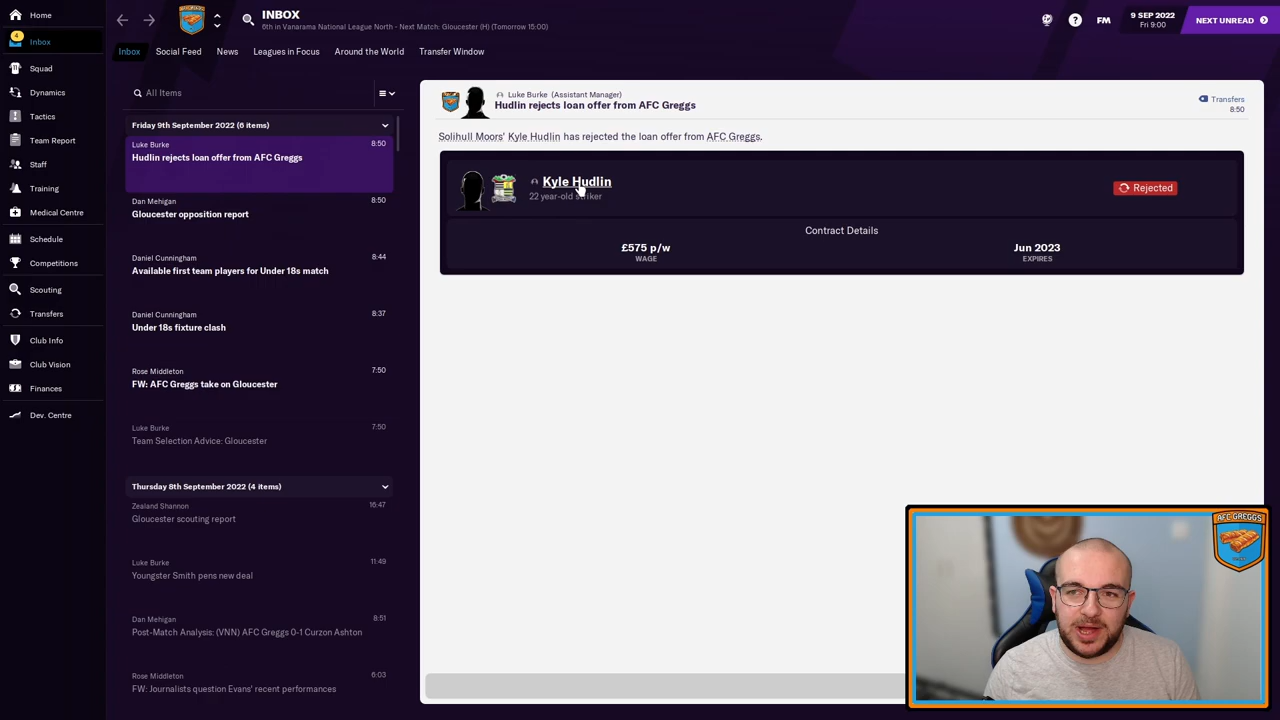 INBOX
6th in Vanarama National League North - Next Match: Gloucester (H) (Tomorrow 15:00)
FM
9 SEP 2022
Fri 9:00
NEXT UNREAD
Home
4
Inbox
Squad
Dynamics
Tactics
Team Report
Staff
Training
Medical Centre
Schedule
Competitions
Scouting
Transfers
Club Info
Club Vision
Finances
Dev. Centre
Inbox Social Feed News Leagues in Focus Around the World Transfer Window
All Items
Friday 9th September 2022 (6 items)
Luke Burke 8:50
Hudlin rejects loan offer from AFC Greggs
Dan Mehigan 8:50
Gloucester opposition report
Daniel Cunningham 8:44
Available first team players for Under 18s match
Daniel Cunningham 8:37
Under 18s fixture clash
Rose Middleton 7:50
FW: AFC Greggs take on Gloucester
Luke Burke 7:50
Team Selection Advice: Gloucester
Thursday 8th September 2022 (4 items)
Zealand Shannon 16:47
Gloucester scouting report
Luke Burke 11:49
Youngster Smith pens new deal
Dan Mehigan 8:51
Post-Match Analysis: (VNN) AFC Greggs 0-1 Curzon Ashton
Rose Middleton 6:03
FW: Journalists question Evans' recent performances
Luke Burke (Assistant Manager)
Hudlin rejects loan offer from AFC Greggs
Transfers
8:50
Solihull Moors' Kyle Hudlin has rejected the loan offer from AFC Greggs.
Kyle Hudlin
22 year-old striker
Rejected
Contract Details
£575 p/w
WAGE
Jun 2023
EXPIRES
AFC GREGGS